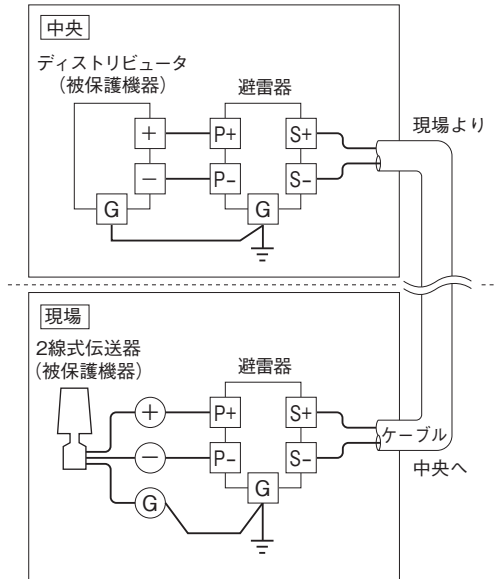 中央
ディストリビュータ
(被保護機器)
避雷器
+
P+
S+
−
P−
S−
G
G
現場より
現場
2線式伝送器
(被保護機器)
避雷器
+
P+
S+
−
P−
S−
G
G
ケーブル
中央へ